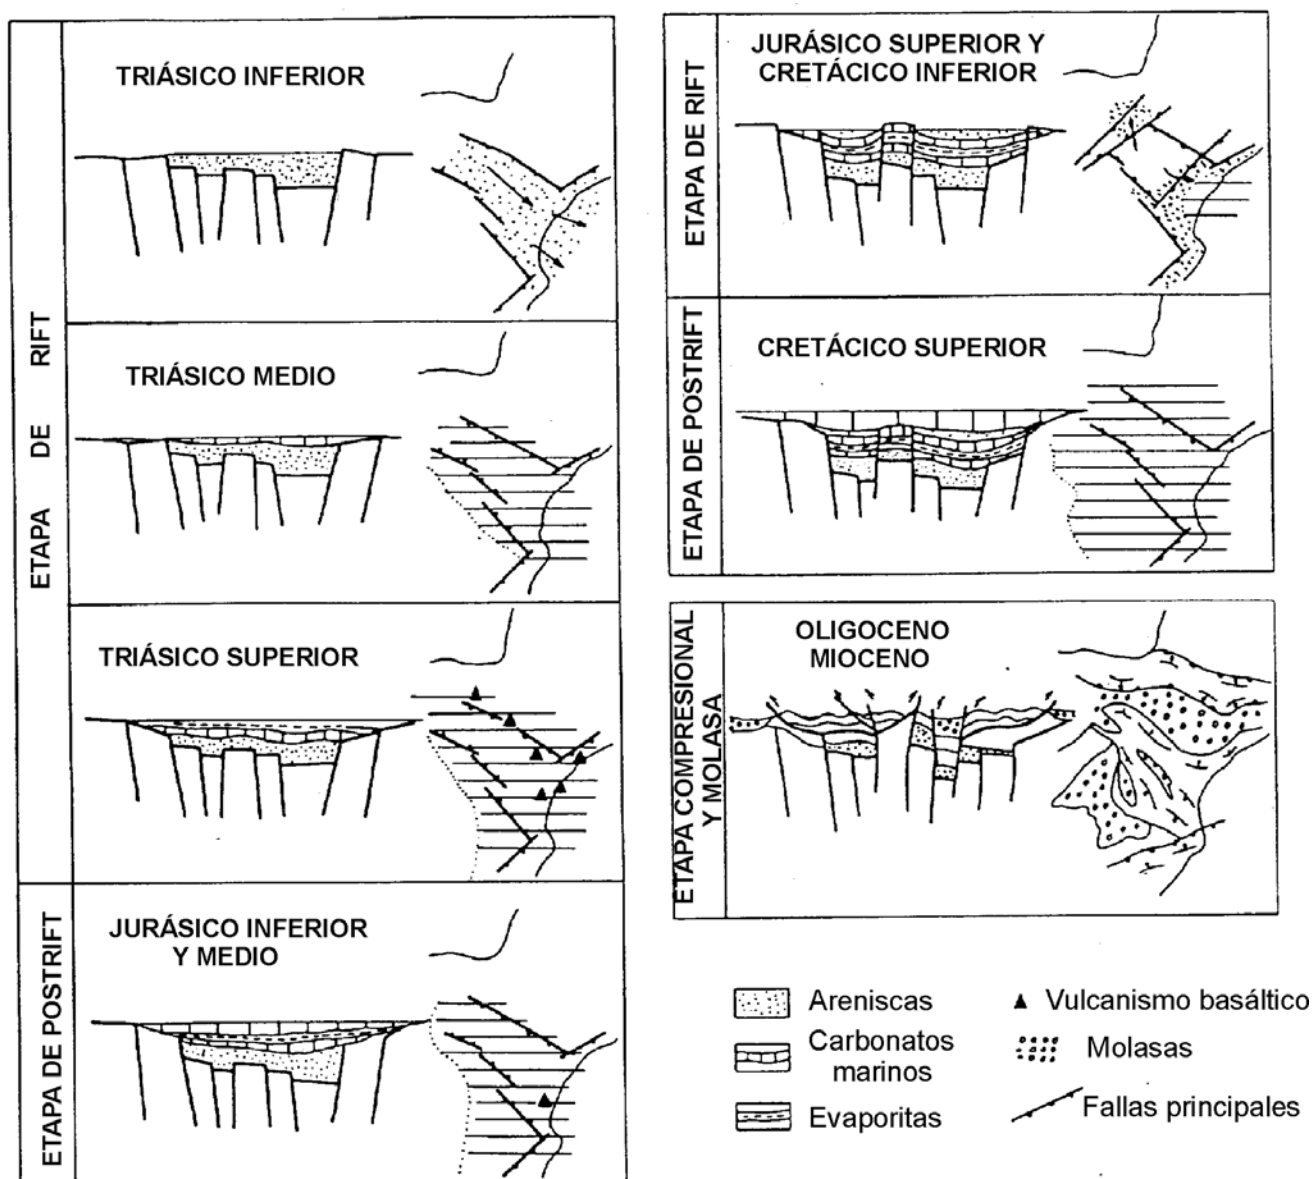 ETAPA DE RIFT
TRIÁSICO INFERIOR
TRIÁSICO MEDIO
TRIÁSICO SUPERIOR
ETAPA DE POSTRIFT
JURÁSICO INFERIOR
Y MEDIO
ETAPA DE RIFT
JURÁSICO SUPERIOR Y
CRETÁCICO INFERIOR
ETAPA DE POSTRIFT
CRETÁCICO SUPERIOR
ETAPA COMPRESIONAL
Y MOLASA
OLIGOCENO
MIOCENO
Areniscas
Carbonatos
marinos
Evaporitas
Vulcanismo basáltico
Molasas
Fallas principales